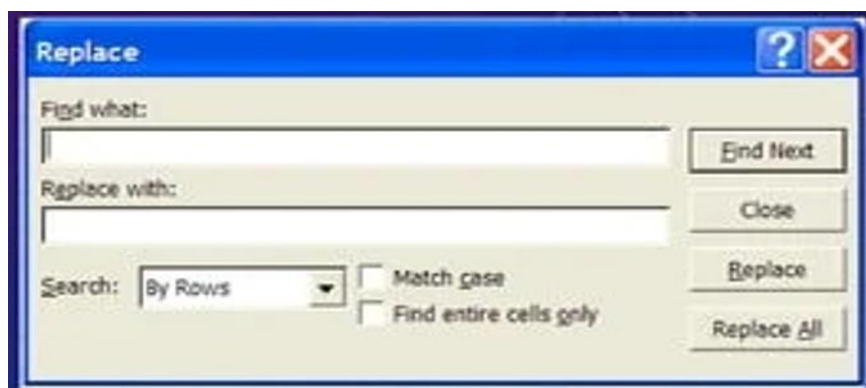 Replace
Find what:
Find Next
Replace with:
Close
Search:
By Rows
Match case
Replace
Find entire cells only
Replace All